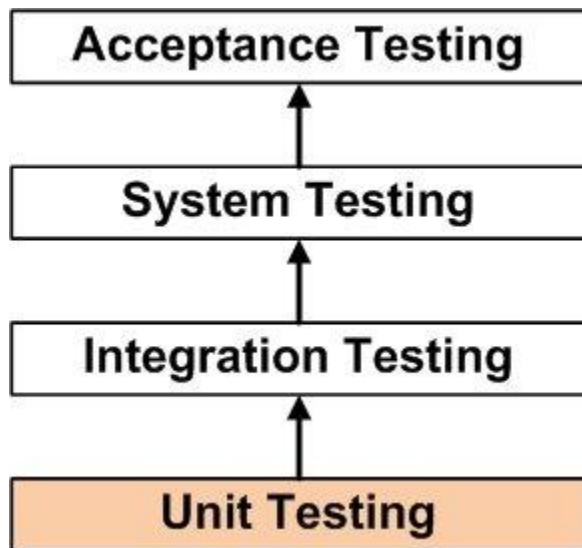 Acceptance Testing
System Testing
Integration Testing
Unit Testing